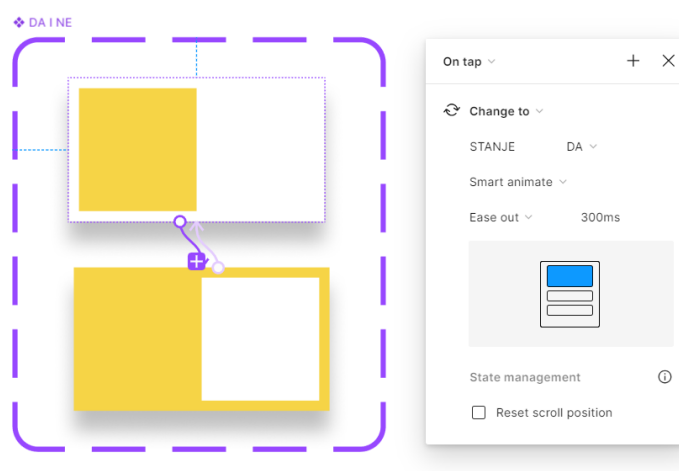 DA I NE
On tap
Change to
STANJE DA
Smart animate
Ease out 300ms
State management
Reset scroll position